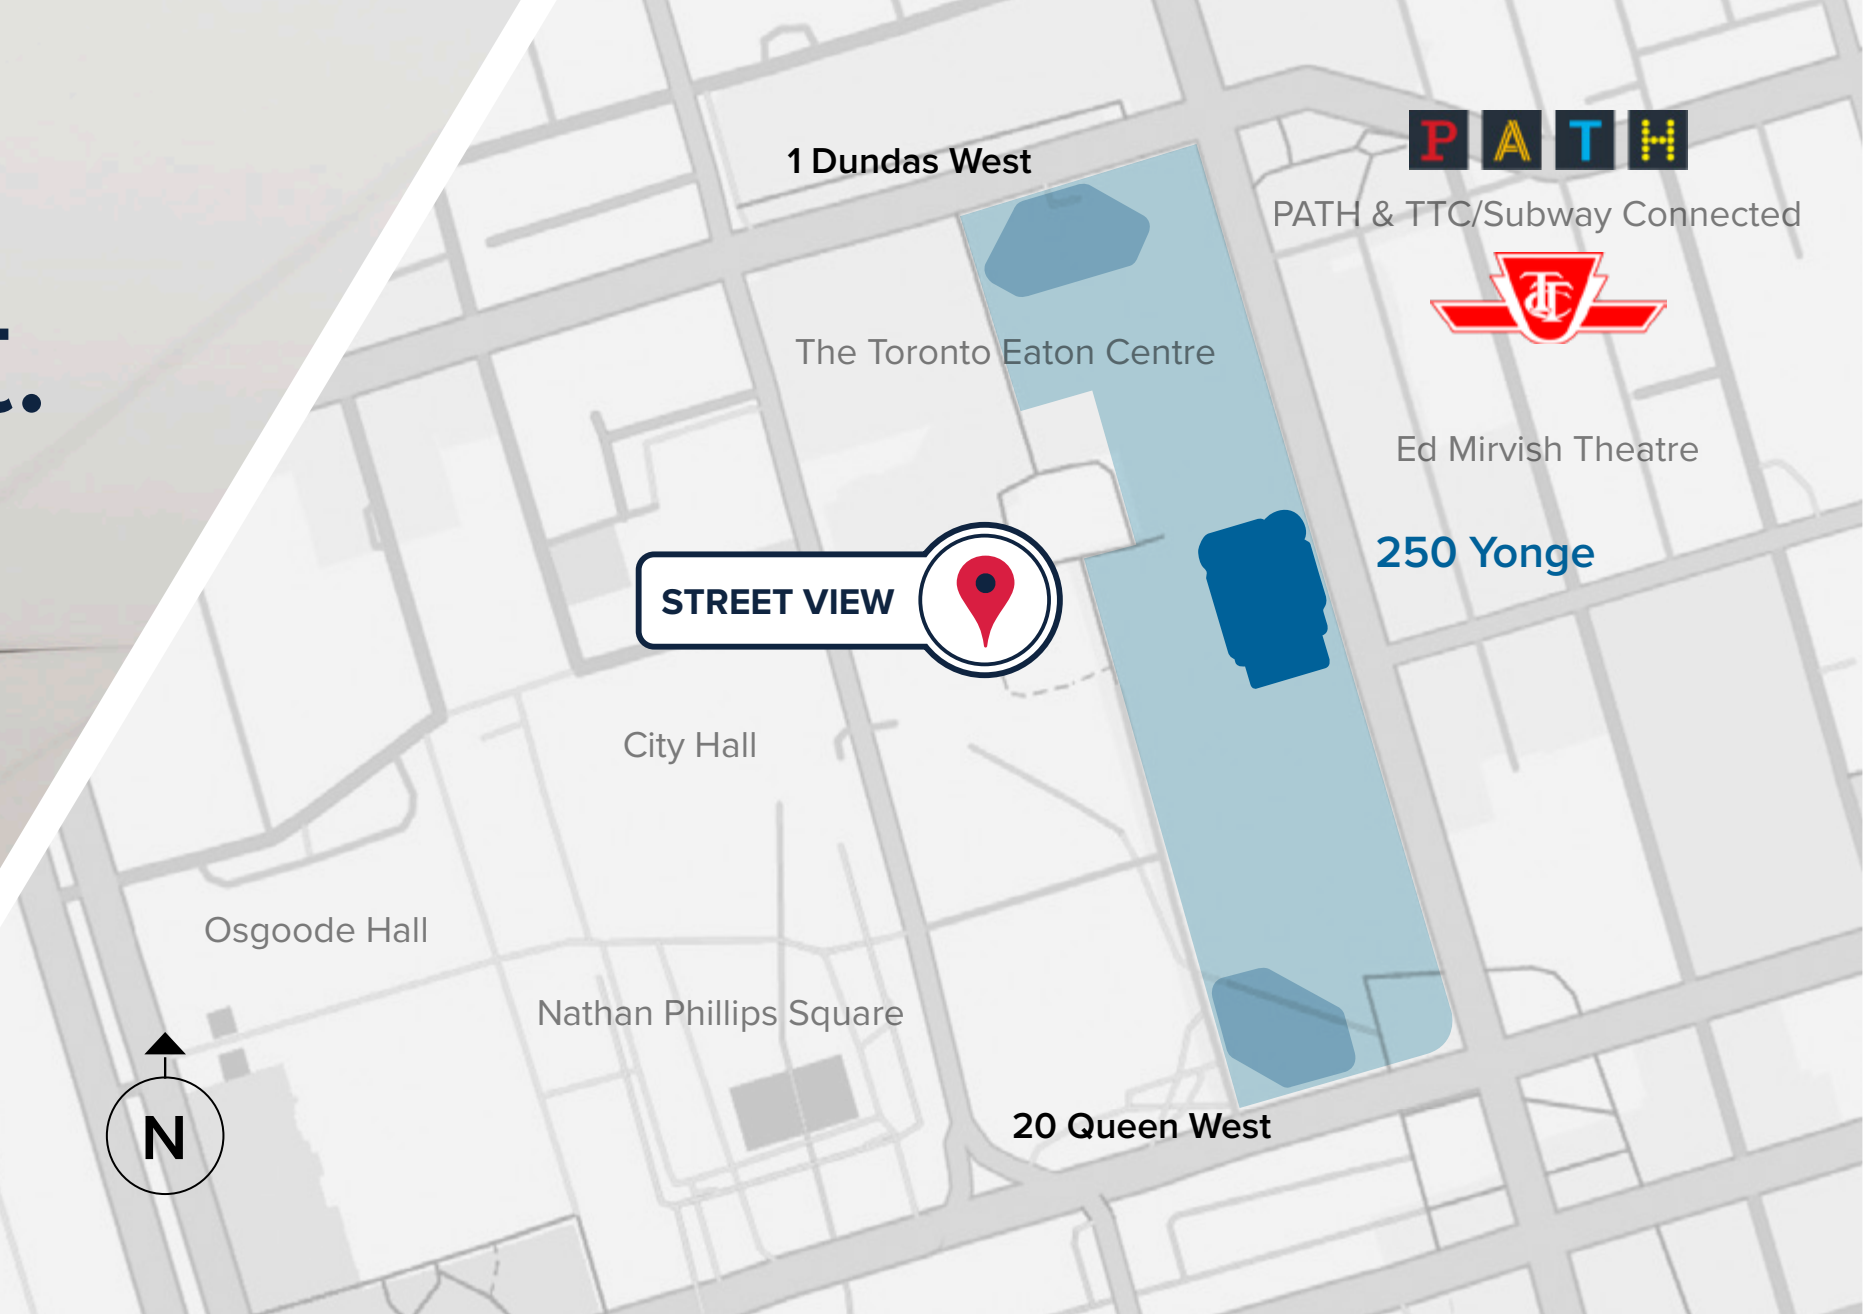 1 Dundas West
PATH
PATH & TTC/Subway Connected
TTC
The Toronto Eaton Centre
Ed Mirvish Theatre
250 Yonge
STREET VIEW
City Hall
Osgoode Hall
Nathan Phillips Square
20 Queen West
N